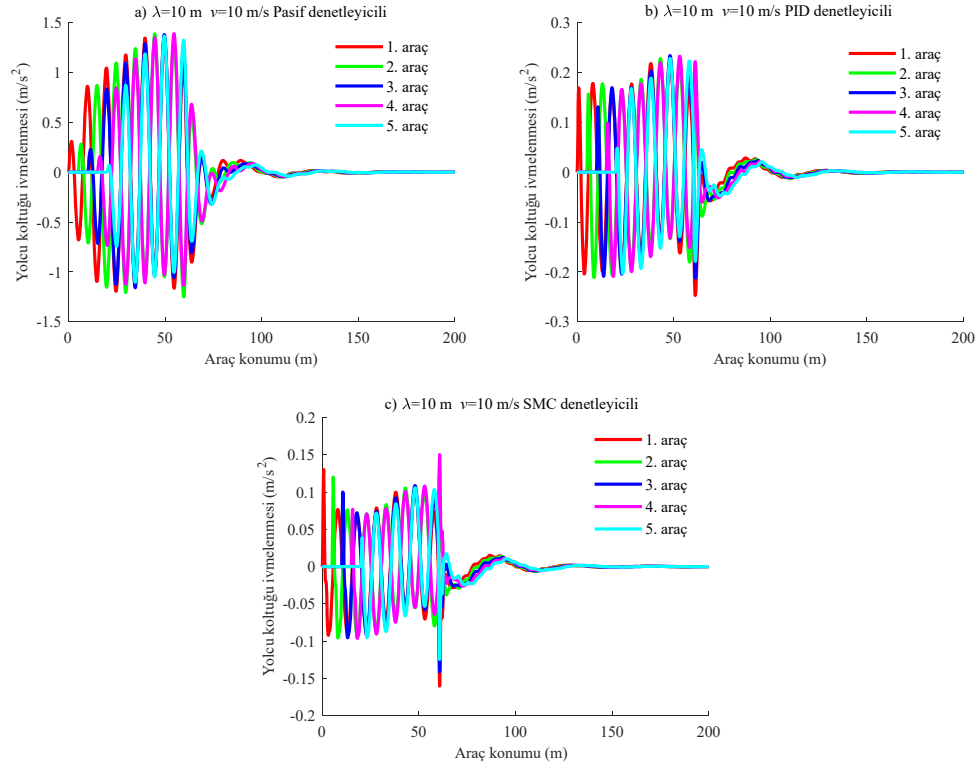 a) λ=10 m v=10 m/s Pasif denetleyicili
Yolcu koltuğu ivmelenmesi (m/s²)
1.5
1
0.5
0
-0.5
-1
-1.5
1. araç
2. araç
3. araç
4. araç
5. araç
0 50 100 150 200
Araç konumu (m)
b) λ=10 m v=10 m/s PID denetleyicili
Yolcu koltuğu ivmelenmesi (m/s²)
0.3
0.2
0.1
0
-0.1
-0.2
-0.3
1. araç
2. araç
3. araç
4. araç
5. araç
0 50 100 150 200
Araç konumu (m)
c) λ=10 m v=10 m/s SMC denetleyicili
Yolcu koltuğu ivmelenmesi (m/s²)
0.2
0.15
0.1
0.05
0
-0.05
-0.1
-0.15
-0.2
1. araç
2. araç
3. araç
4. araç
5. araç
0 50 100 150 200
Araç konumu (m)